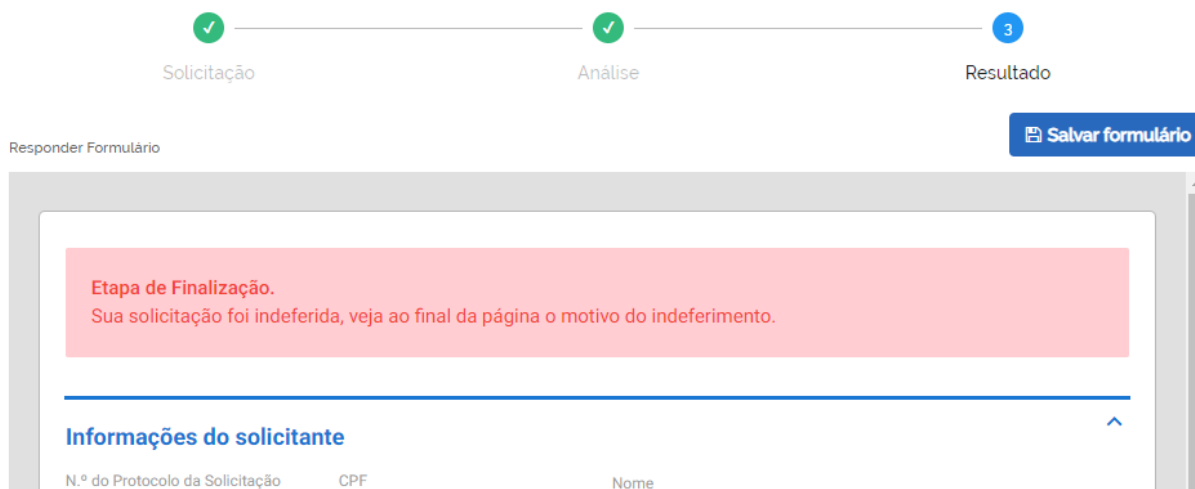 3
Solicitação Análise Resultado
Salvar formulário
Responder Formulário
Etapa de Finalização.
Sua solicitação foi indeferida, veja ao final da página o motivo do indeferimento.
Informações do solicitante
N.º do Protocolo da Solicitação CPF Nome